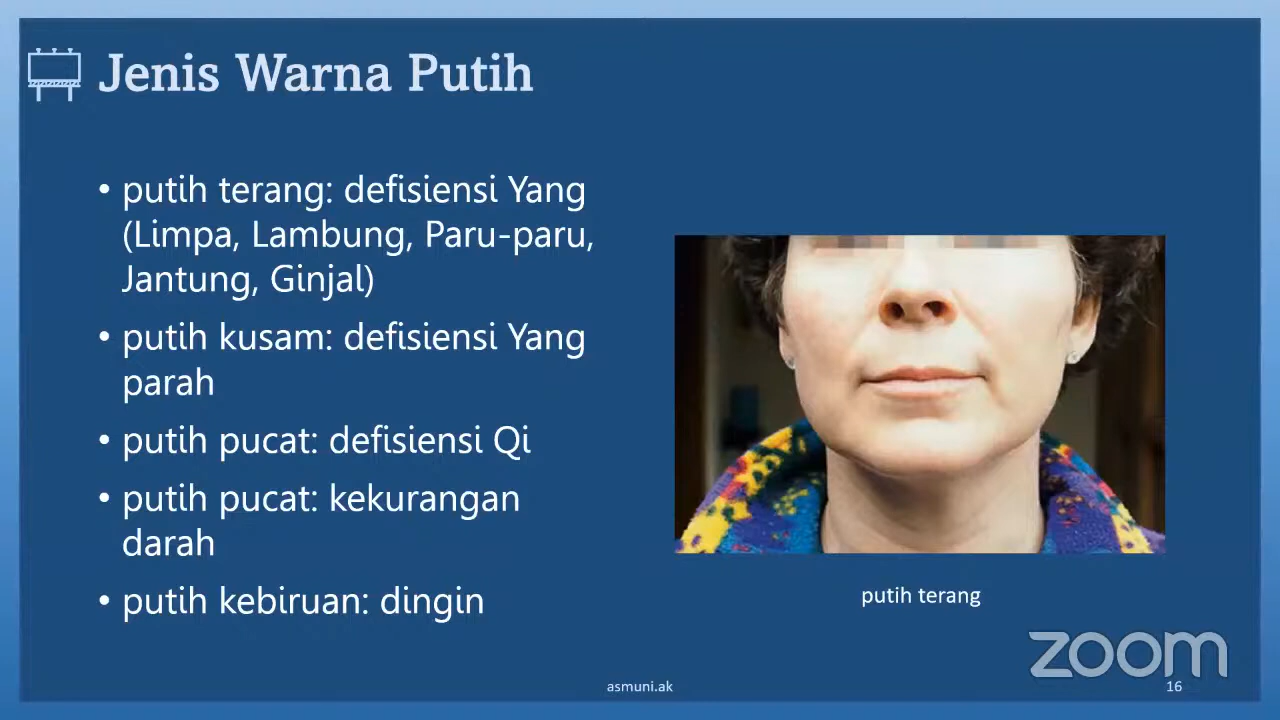 Jenis Warna Putih
• putih terang: defisiensi Yang
(Limpa, Lambung, Paru-paru,
Jantung, Ginjal)
• putih kusam: defisiensi Yang
parah
• putih pucat: defisiensi Qi
• putih pucat: kekurangan
darah
• putih kebiruan: dingin
putih terang
zoom
asmuni.ak
16